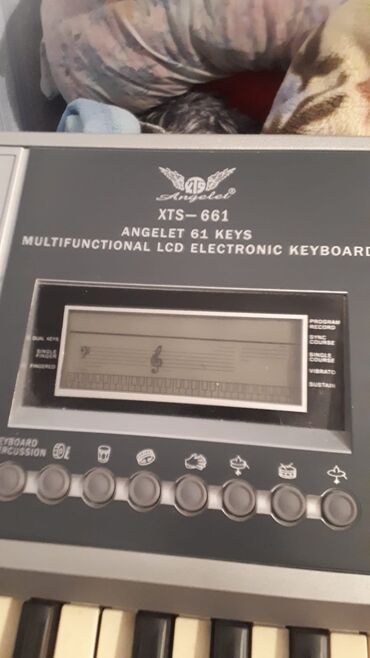 XTS
Angelet®
XTS-661
ANGELET 61 KEYS
MULTIFUNCTIONAL LCD ELECTRONIC KEYBOARD
PROGRAM
RECORD
DUAL KEYS
SYNC
COURSE
SINGLE
FINGER
SINGLE
COURSE
FINGERED
VIBRATO
SUSTAIN
KEYBOARD
PERCUSSION